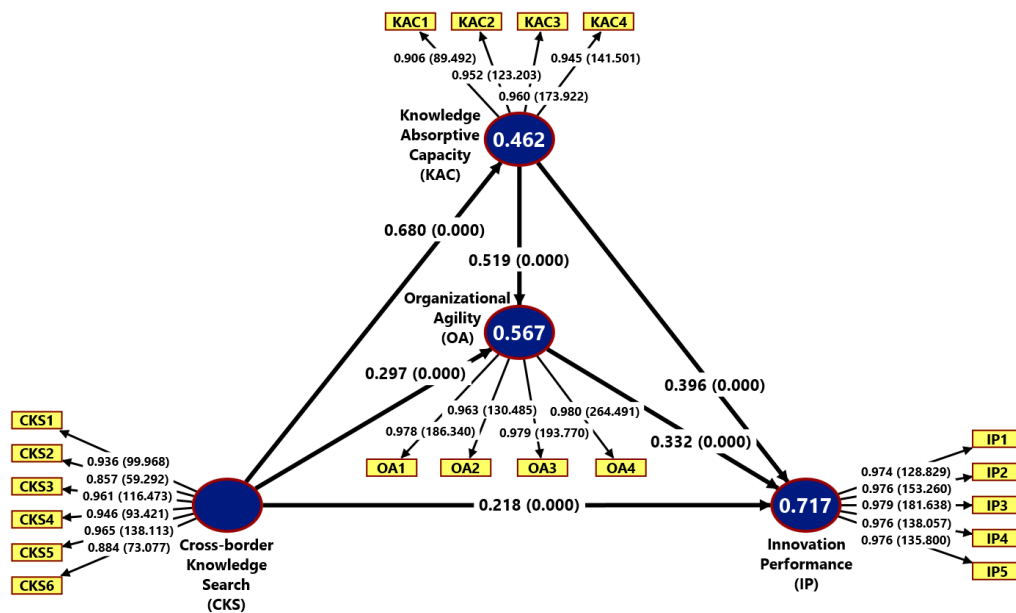 KAC1 KAC2 KAC3 KAC4
0.906 (89.492)
0.945 (141.501)
0.952 (123.203)
0.960 (173.922)
Knowledge
Absorptive
Capacity
(KAC)
0.462
0.680 (0.000)
0.519 (0.000)
Organizational
Agility
(OA)
0.567
0.297 (0.000)
0.396 (0.000)
0.963 (130.485)
0.980 (264.491)
0.978 (186.340)
0.979 (193.770)
0.332 (0.000)
OA1 OA2 OA3 OA4
CKS1
CKS2
CKS3
CKS4
CKS5
CKS6
0.936 (99.968)
0.857 (59.292)
0.961 (116.473)
0.946 (93.421)
0.965 (138.113)
0.884 (73.077)
Cross-border
Knowledge
Search
(CKS)
0.218 (0.000)
0.717
Innovation
Performance
(IP)
0.974 (128.829)
0.976 (153.260)
0.979 (181.638)
0.976 (138.057)
0.976 (135.800)
IP1
IP2
IP3
IP4
IP5